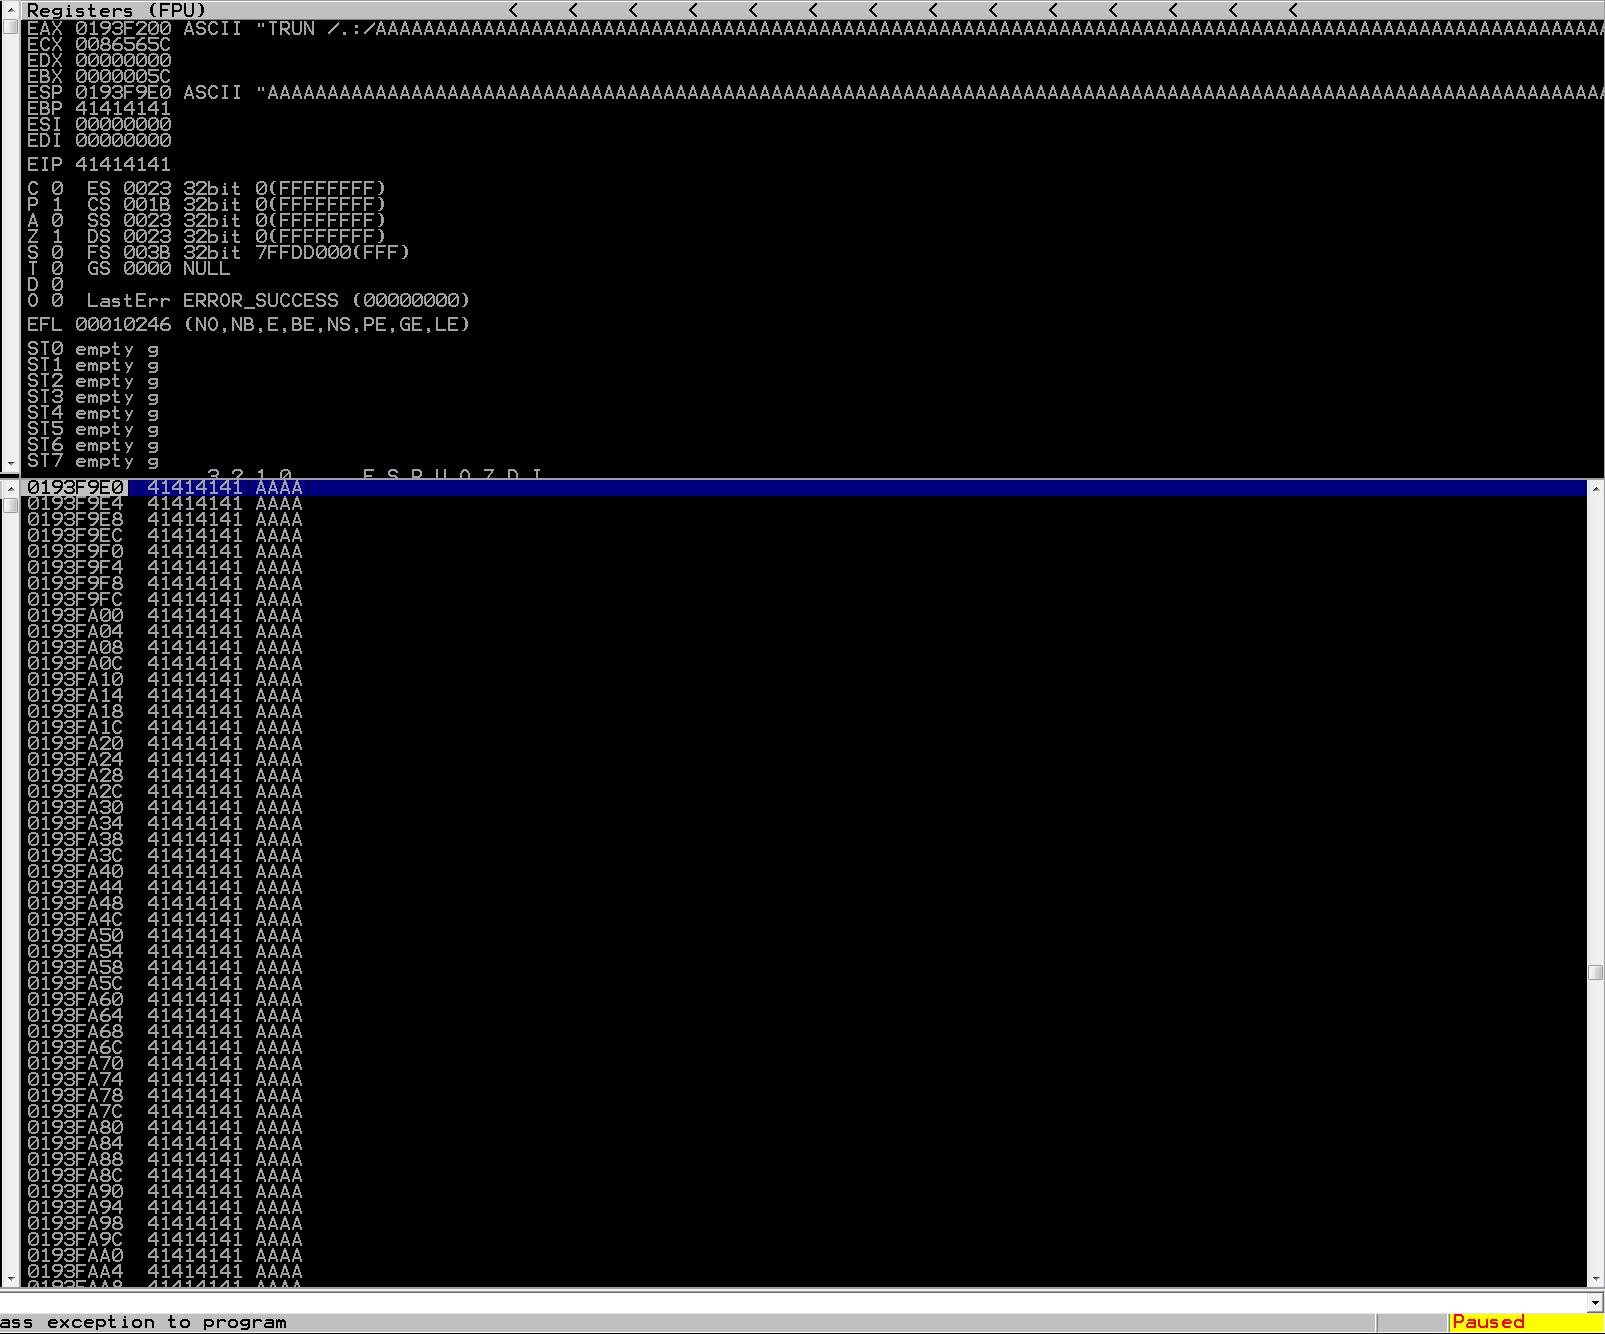 Registers (FPU) < < < < < < < < < < < < < <
EAX 0193F200 ASCII "TRUN /.:/AAAAAAAAAAAAAAAAAAAAAAAAAAAAAAAAAAAAAAAAAAAAAAAAAAAAAAAAAAAAAAAAAAAAAAAAAAAAAAAAAAAAAAAAAAAAAAAAAAAAAA
ECX 0086565C
EDX 00000000
EBX 0000005C
ESP 0193F9E0 ASCII "AAAAAAAAAAAAAAAAAAAAAAAAAAAAAAAAAAAAAAAAAAAAAAAAAAAAAAAAAAAAAAAAAAAAAAAAAAAAAAAAAAAAAAAAAAAAAAAAAAAAAAAAAAAAAAA
EBP 41414141
ESI 00000000
EDI 00000000
EIP 41414141
C 0 ES 0023 32bit 0(FFFFFFFF)
P 1 CS 001B 32bit 0(FFFFFFFF)
A 0 SS 0023 32bit 0(FFFFFFFF)
Z 1 DS 0023 32bit 0(FFFFFFFF)
S 0 FS 003B 32bit 7FFDD000(FFF)
T 0 GS 0000 NULL
D 0
O 0 LastErr ERROR_SUCCESS (00000000)
EFL 00010246 (NO,NB,E,BE,NS,PE,GE,LE)
ST0 empty g
ST1 empty g
ST2 empty g
ST3 empty g
ST4 empty g
ST5 empty g
ST6 empty g
ST7 empty g
3 2 1 0 E S P U O Z D I
0193F9E0 41414141 AAAA
0193F9E4 41414141 AAAA
0193F9E8 41414141 AAAA
0193F9EC 41414141 AAAA
0193F9F0 41414141 AAAA
0193F9F4 41414141 AAAA
0193F9F8 41414141 AAAA
0193F9FC 41414141 AAAA
0193FA00 41414141 AAAA
0193FA04 41414141 AAAA
0193FA08 41414141 AAAA
0193FA0C 41414141 AAAA
0193FA10 41414141 AAAA
0193FA14 41414141 AAAA
0193FA18 41414141 AAAA
0193FA1C 41414141 AAAA
0193FA20 41414141 AAAA
0193FA24 41414141 AAAA
0193FA28 41414141 AAAA
0193FA2C 41414141 AAAA
0193FA30 41414141 AAAA
0193FA34 41414141 AAAA
0193FA38 41414141 AAAA
0193FA3C 41414141 AAAA
0193FA40 41414141 AAAA
0193FA44 41414141 AAAA
0193FA48 41414141 AAAA
0193FA4C 41414141 AAAA
0193FA50 41414141 AAAA
0193FA54 41414141 AAAA
0193FA58 41414141 AAAA
0193FA5C 41414141 AAAA
0193FA60 41414141 AAAA
0193FA64 41414141 AAAA
0193FA68 41414141 AAAA
0193FA6C 41414141 AAAA
0193FA70 41414141 AAAA
0193FA74 41414141 AAAA
0193FA78 41414141 AAAA
0193FA7C 41414141 AAAA
0193FA80 41414141 AAAA
0193FA84 41414141 AAAA
0193FA88 41414141 AAAA
0193FA8C 41414141 AAAA
0193FA90 41414141 AAAA
0193FA94 41414141 AAAA
0193FA98 41414141 AAAA
0193FA9C 41414141 AAAA
0193FAA0 41414141 AAAA
0193FAA4 41414141 AAAA
0193FAA8 41414141 AAAA
ass exception to program
Paused